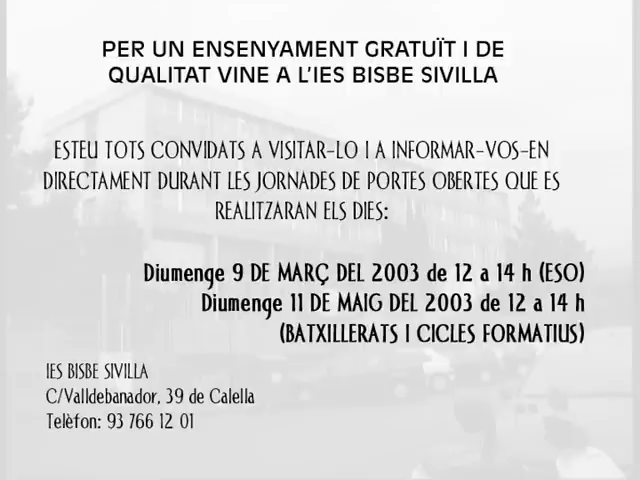 PER UN ENSENYAMENT GRATUÏT I DE
QUALITAT VINE A L'IES BISBE SIVILLA
ESTEU TOTS CONVIDATS A VISITAR-LO I A INFORMAR-VOS-EN
DIRECTAMENT DURANT LES JORNADES DE PORTES OBERTES QUE ES
REALITZARAN ELS DIES:
Diumenge 9 DE MARÇ DEL 2003 de 12 a 14 h (ESO)
Diumenge 11 DE MAIG DEL 2003 de 12 a 14 h
(BATXILLERATS I CICLES FORMATIUS)
IES BISBE SIVILLA
C/Valldebanador, 39 de Calella
Telèfon: 93 766 12 01